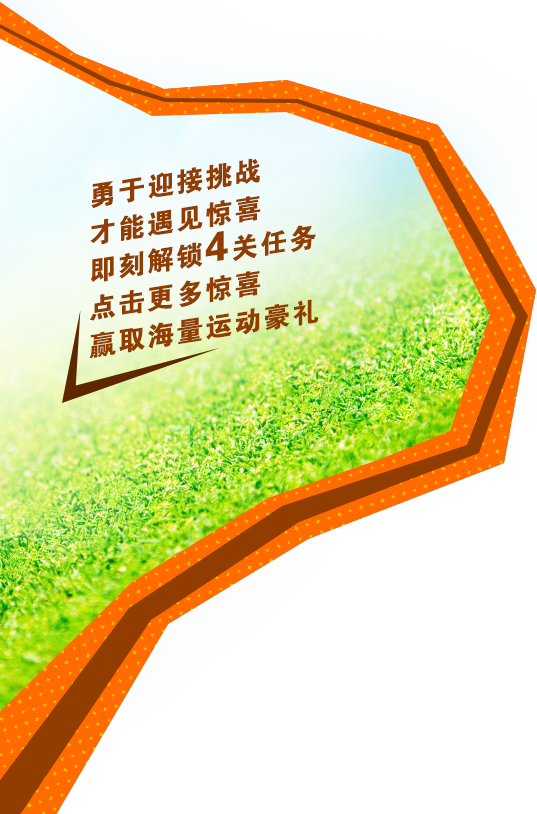 勇于迎接挑战
才能遇见惊喜
即刻解锁4关任务
点击更多惊喜
赢取海量运动豪礼